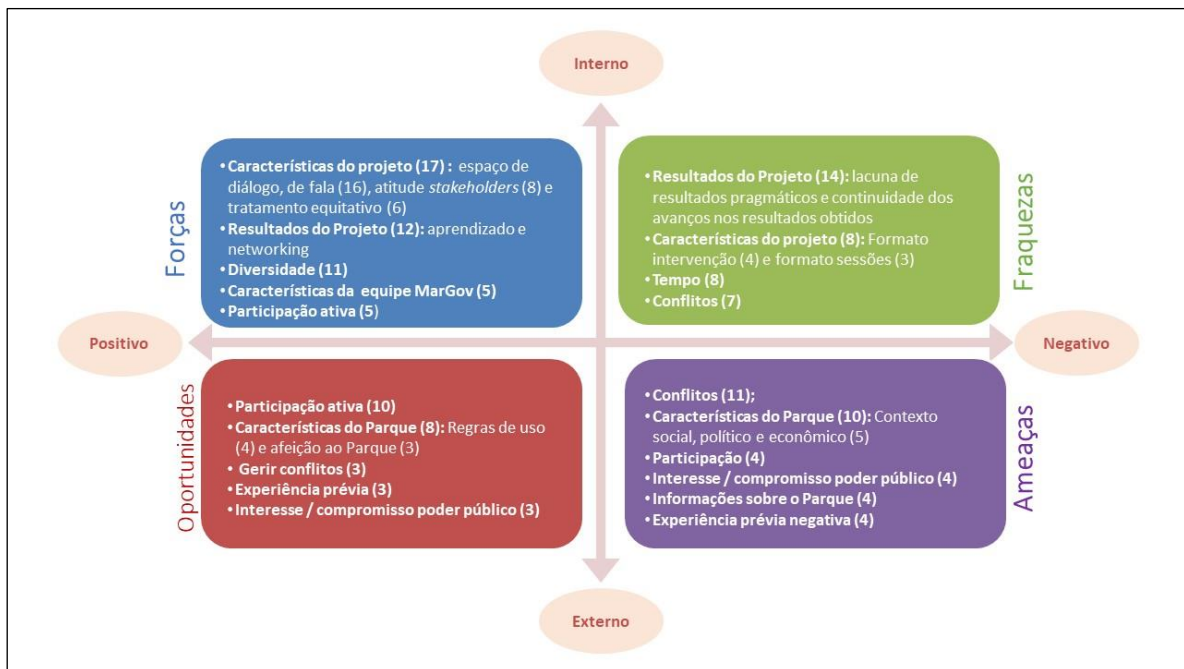 Interno
Forças
• Características do projeto (17) : espaço de
diálogo, de fala (16), atitude stakeholders (8) e
tratamento equitativo (6)
• Resultados do Projeto (12): aprendizado e
networking
• Diversidade (11)
• Características da equipe MarGov (5)
• Participação ativa (5)
• Resultados do Projeto (14): lacuna de
resultados pragmáticos e continuidade dos
avanços nos resultados obtidos
• Características do projeto (8): Formato
intervenção (4) e formato sessões (3)
• Tempo (8)
• Conflitos (7)
Fraquezas
Positivo
Negativo
Oportunidades
• Participação ativa (10)
• Características do Parque (8): Regras de uso
(4) e afeição ao Parque (3)
• Gerir conflitos (3)
• Experiência prévia (3)
• Interesse / compromisso poder público (3)
• Conflitos (11);
• Características do Parque (10): Contexto
social, político e econômico (5)
• Participação (4)
• Interesse / compromisso poder público (4)
• Informações sobre o Parque (4)
• Experiência prévia negativa (4)
Ameaças
Externo